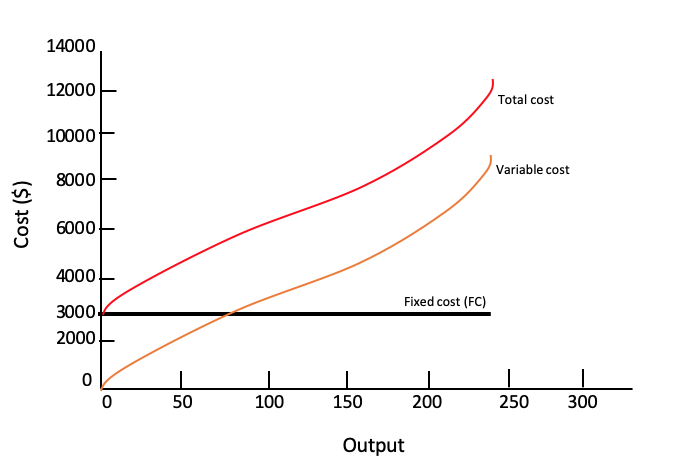 14000
12000
Total cost
10000
Variable cost
8000
Cost ($)
6000
4000
Fixed cost (FC)
3000
2000
0
0 50 100 150 200 250 300
Output